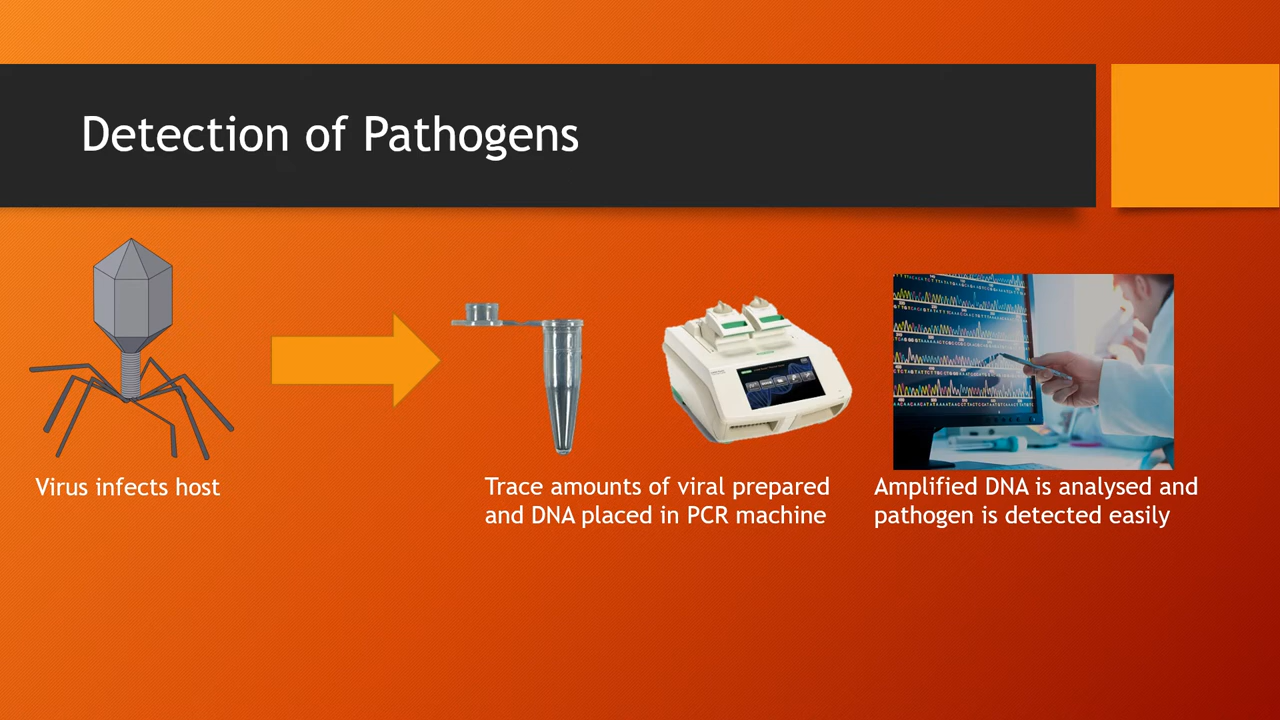 Detection of Pathogens
Virus infects host
Trace amounts of viral prepared
and DNA placed in PCR machine
Amplified DNA is analysed and
pathogen is detected easily